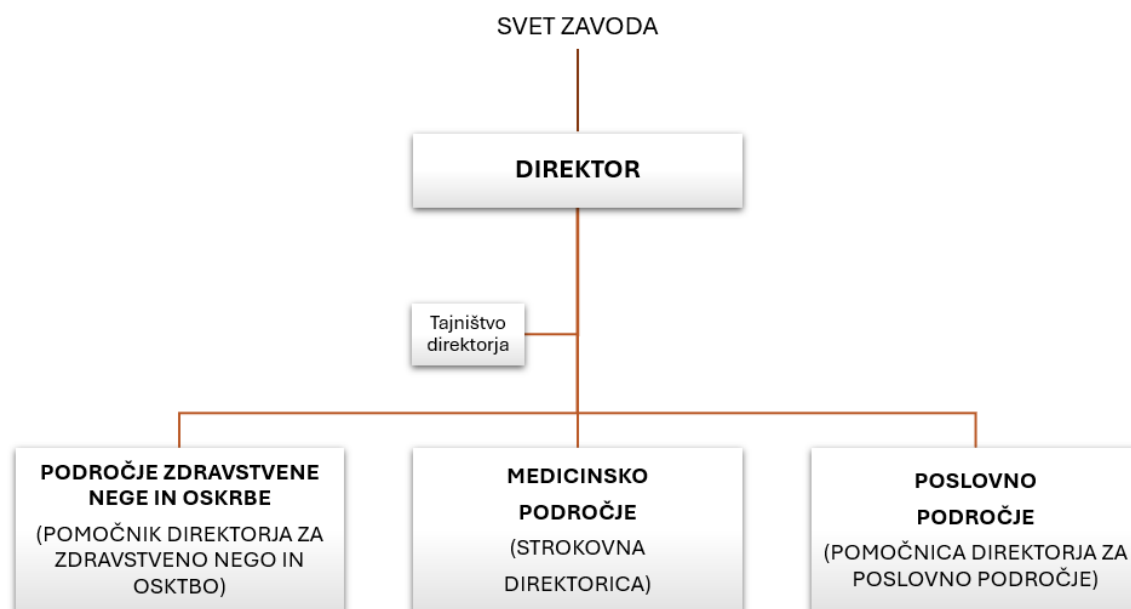 SVET ZAVODA
DIREKTOR
Tajništvo
direktorja
PODROČJE ZDRAVSTVENE
NEGE IN OSKRBE
(POMOČNIK DIREKTORJA ZA
ZDRAVSTVENO NEGO IN
OSKTBO)
MEDICINSKO
PODROČJE
(STROKOVNA
DIREKTORICA)
POSLOVNO
PODROČJE
(POMOČNICA DIREKTORJA ZA
POSLOVNO PODROČJE)